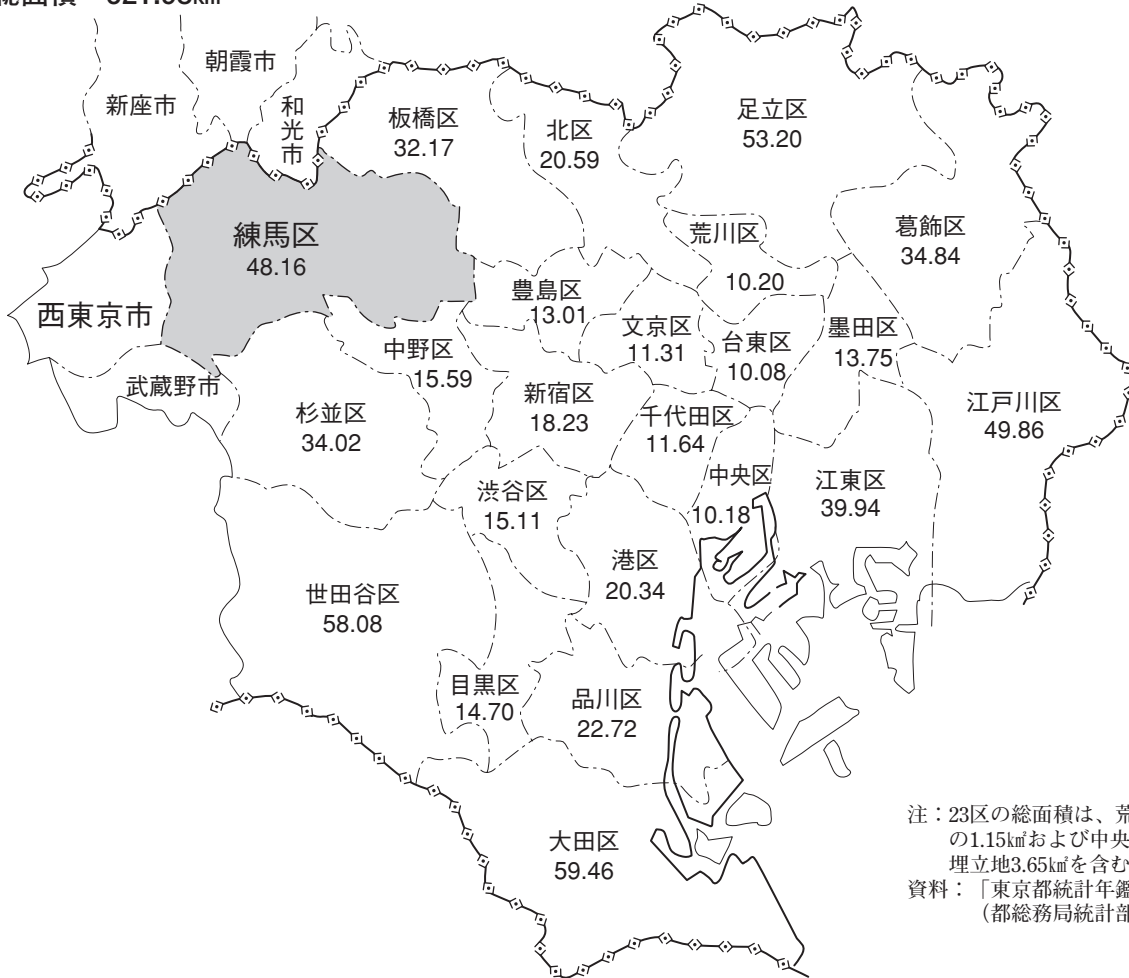 朝霞市
新座市
和光市
板橋区
32.17
北区
20.59
足立区
53.20
練馬区
48.16
荒川区
10.20
葛飾区
34.84
西東京市
豊島区
13.01
文京区
11.31
台東区
10.08
墨田区
13.75
中野区
15.59
武蔵野市
杉並区
34.02
新宿区
18.23
千代田区
11.64
江戸川区
49.86
中央区
10.18
江東区
39.94
渋谷区
15.11
港区
20.34
世田谷区
58.08
目黒区
14.70
品川区
22.72
大田区
59.46
注：23区の総面積は、荒
の1.15㎢および中央
埋立地3.65㎢を含む
資料：「東京都統計年鑑
（都総務局統計部